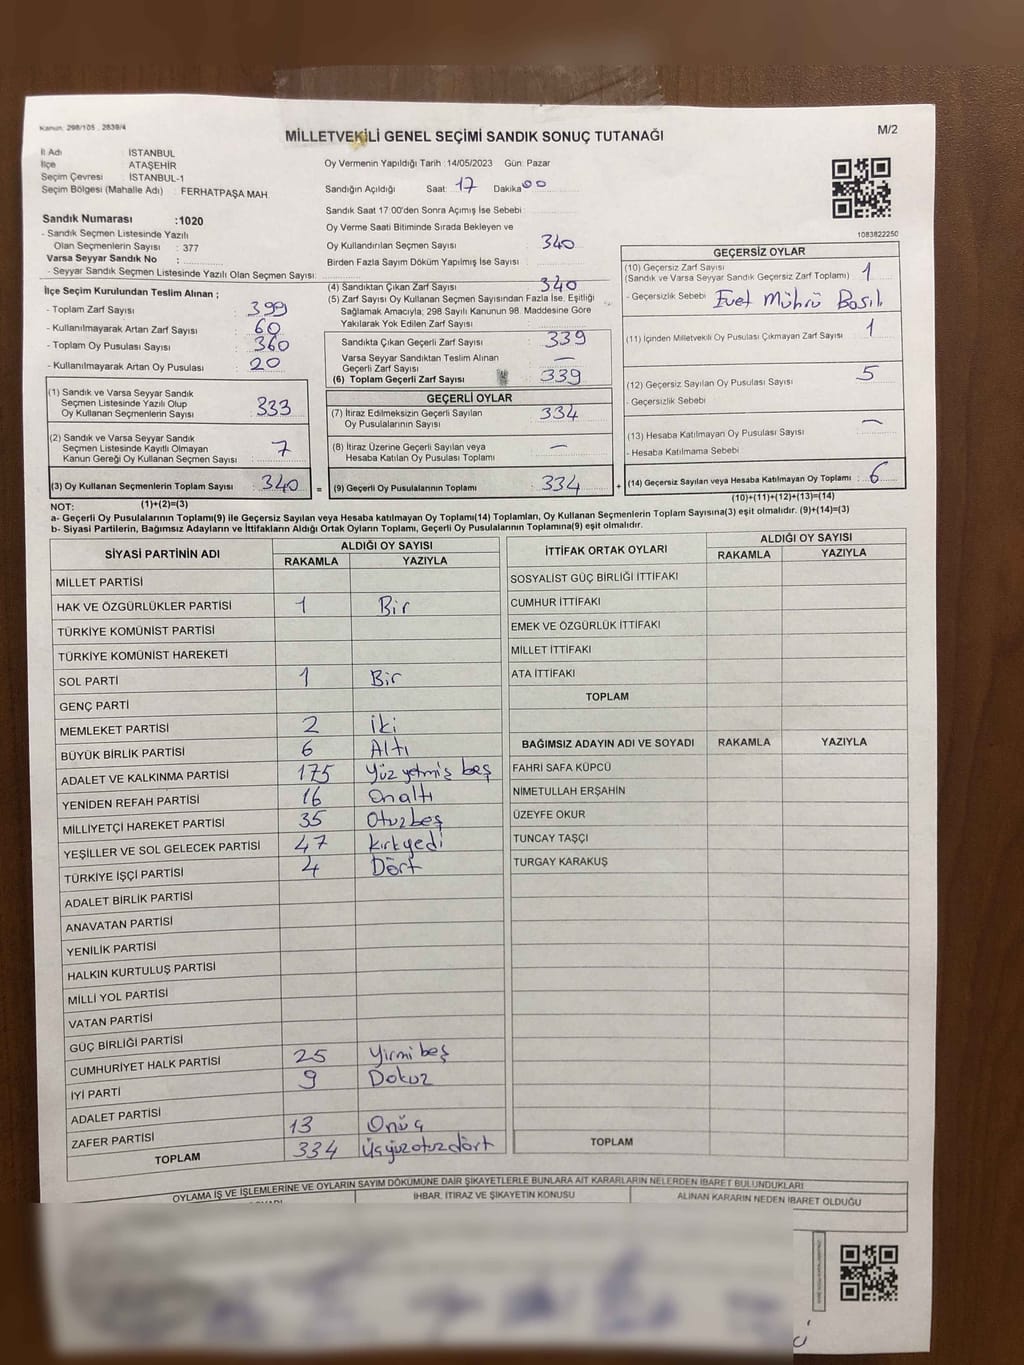 Kanun: 298/105 , 2839/4
MİLLETVEKİLİ GENEL SEÇİMİ SANDIK SONUÇ TUTANAĞI
M/2
İl Adı : İSTANBUL
İlçe : ATAŞEHİR
Seçim Çevresi : İSTANBUL-1
Seçim Bölgesi (Mahalle Adı) : FERHATPAŞA MAH
Sandık Numarası :1020
- Sandık Seçmen Listesinde Yazılı
Olan Seçmenlerin Sayısı : 377
Varsa Seyyar Sandık No :
- Seyyar Sandık Seçmen Listesinde Yazılı Olan Seçmen Sayısı:
Oy Vermenin Yapıldığı Tarih :14/05/2023 Gün: Pazar
Sandığın Açıldığı Saat: 17 Dakika 00
Sandık Saat 17 00'den Sonra Açımış İse Sebebi :
Oy Verme Saati Bitiminde Sırada Bekleyen ve
Oy Kullandırılan Seçmen Sayısı 340
Birden Fazla Sayım Döküm Yapılmış İse Sayısı :
1083822250
İlçe Seçim Kurulundan Teslim Alınan ;
- Toplam Zarf Sayısı : 399
- Kullanılmayarak Artan Zarf Sayısı : 60
- Toplam Oy Pusulası Sayısı : 360
- Kullanılmayarak Artan Oy Pusulası : 20
(4) Sandıktan Çıkan Zarf Sayısı : 340
(5) Zarf Sayısı Oy Kullanan Seçmen Sayısından Fazla İse, Eşitliği
Sağlamak Amacıyla; 298 Sayılı Kanunun 98. Maddesine Göre
Yakılarak Yok Edilen Zarf Sayısı :
Sandıkta Çıkan Geçerli Zarf Sayısı : 339
Varsa Seyyar Sandıktan Teslim Alınan
Geçerli Zarf Sayısı : —
(6) Toplam Geçerli Zarf Sayısı : 339
GEÇERSİZ OYLAR
(10) Geçersiz Zarf Sayısı
(Sandık ve Varsa Seyyar Sandık Geçersiz Zarf Toplamı) : 1
- Geçersizlik Sebebi Evet Mührü Basılı
(11) İçinden Milletvekili Oy Pusulası Çıkmayan Zarf Sayısı : 1
(12) Geçersiz Sayılan Oy Pusulası Sayısı : 5
- Geçersizlik Sebebi
(13) Hesaba Katılmayan Oy Pusulası Sayısı : —
- Hesaba Katılmama Sebebi
(14) Geçersiz Sayılan veya Hesaba Katılmayan Oy Toplamı : 6
(10)+(11)+(12)+(13)=(14)
(1) Sandık ve Varsa Seyyar Sandık
Seçmen Listesinde Yazılı Olup
Oy Kullanan Seçmenlerin Sayısı : 333
(2) Sandık ve Varsa Seyyar Sandık
Seçmen Listesinde Kayıtlı Olmayan
Kanun Gereği Oy Kullanan Seçmen Sayısı : 7
(3) Oy Kullanan Seçmenlerin Toplam Sayısı : 340 =
(1)+(2)=(3)
GEÇERLİ OYLAR
(7) İtiraz Edilmeksizin Geçerli Sayılan
Oy Pusulalarının Sayısı : 334
(8) İtiraz Üzerine Geçerli Sayılan veya
Hesaba Katılan Oy Pusulası Toplamı : —
(9) Geçerli Oy Pusulalarının Toplamı : 334 +
NOT:
a- Geçerli Oy Pusulalarının Toplamı(9) ile Geçersiz Sayılan veya Hesaba katılmayan Oy Toplamı(14) Toplamları, Oy Kullanan Seçmenlerin Toplam Sayısına(3) eşit olmalıdır. (9)+(14)=(3)
b- Siyasi Partilerin, Bağımsız Adayların ve İttifakların Aldığı Ortak Oyların Toplamı, Geçerli Oy Pusulalarının Toplamına(9) eşit olmalıdır.
SİYASİ PARTİNİN ADI
ALDIĞI OY SAYISI
RAKAMLA YAZIYLA
MİLLET PARTİSİ
HAK VE ÖZGÜRLÜKLER PARTİSİ 1 Bir
TÜRKİYE KOMÜNİST PARTİSİ
TÜRKİYE KOMÜNİST HAREKETİ
SOL PARTİ 1 Bir
GENÇ PARTİ
MEMLEKET PARTİSİ 2 iki
BÜYÜK BİRLİK PARTİSİ 6 Altı
ADALET VE KALKINMA PARTİSİ 175 Yüz yetmiş beş
YENİDEN REFAH PARTİSİ 16 Onaltı
MİLLİYETÇİ HAREKET PARTİSİ 35 Otuzbeş
YEŞİLLER VE SOL GELECEK PARTİSİ 47 Kırkyedi
TÜRKİYE İŞÇİ PARTİSİ 4 Dört
ADALET BİRLİK PARTİSİ
ANAVATAN PARTİSİ
YENİLİK PARTİSİ
HALKIN KURTULUŞ PARTİSİ
MİLLİ YOL PARTİSİ
VATAN PARTİSİ
GÜÇ BİRLİĞİ PARTİSİ
CUMHURİYET HALK PARTİSİ 25 Yirmi beş
İYİ PARTİ 9 Dokuz
ADALET PARTİSİ
ZAFER PARTİSİ 13 Onüç
TOPLAM 334 Üçyüzotuzdört
İTTİFAK ORTAK OYLARI
ALDIĞI OY SAYISI
RAKAMLA YAZIYLA
SOSYALİST GÜÇ BİRLİĞİ İTTİFAKI
CUMHUR İTTİFAKI
EMEK VE ÖZGÜRLÜK İTTİFAKI
MİLLET İTTİFAKI
ATA İTTİFAKI
TOPLAM
BAĞIMSIZ ADAYIN ADI VE SOYADI RAKAMLA YAZIYLA
FAHRİ SAFA KÜPCÜ
NİMETULLAH ERŞAHİN
ÜZEYFE OKUR
TUNCAY TAŞÇI
TURGAY KARAKUŞ
TOPLAM
OYLAMA İŞ VE İŞLEMLERİNE VE OYLARIN SAYIM DÖKÜMÜNE DAİR ŞİKAYETLERLE BUNLARA AİT KARARLARIN NELERDEN İBARET BULUNDUKLARI
İHBAR, İTİRAZ VE ŞİKAYETİN KONUSU
ALINAN KARARIN NEDEN İBARET OLDUĞU